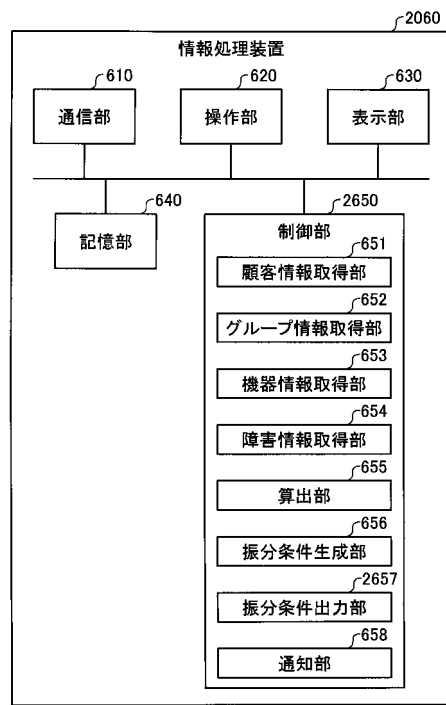 2060
情報処理装置
610
620
630
通信部
操作部
表示部
640
2650
記憶部
制御部
651
顧客情報取得部
652
グループ情報取得部
653
機器情報取得部
654
障害情報取得部
655
算出部
656
振分条件生成部
2657
振分条件出力部
658
通知部